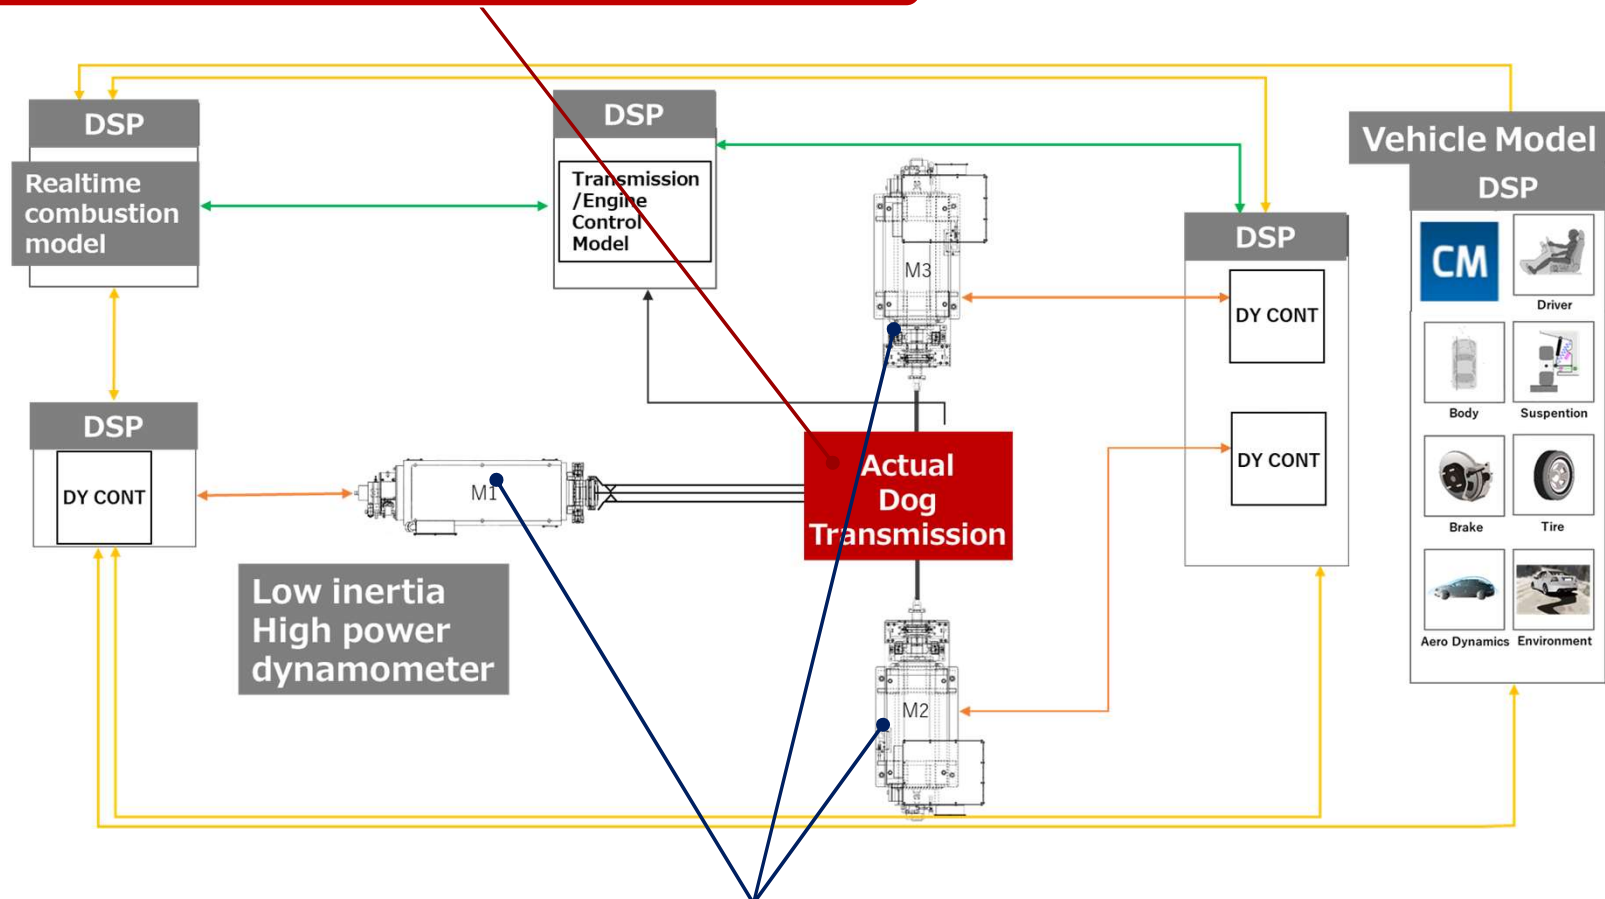 DSP
Realtime
combustion
model
DSP
Transmission
/Engine
Control
Model
M3
DSP
DY CONT
DY CONT
Vehicle Model
DSP
CM
Driver
Body
Suspention
Brake
Tire
Aero Dynamics
Environment
DSP
DY CONT
M1
Actual
Dog
Transmission
Low inertia
High power
dynamometer
M2